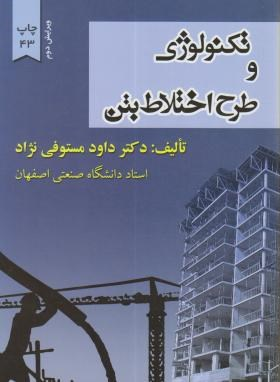 ویرایش دوم
چاپ
۴۳
تکنولوژی
و
طرح اختلاط بتن
تألیف: دکتر داود مستوفی نژاد
استاد دانشگاه صنعتی اصفهان